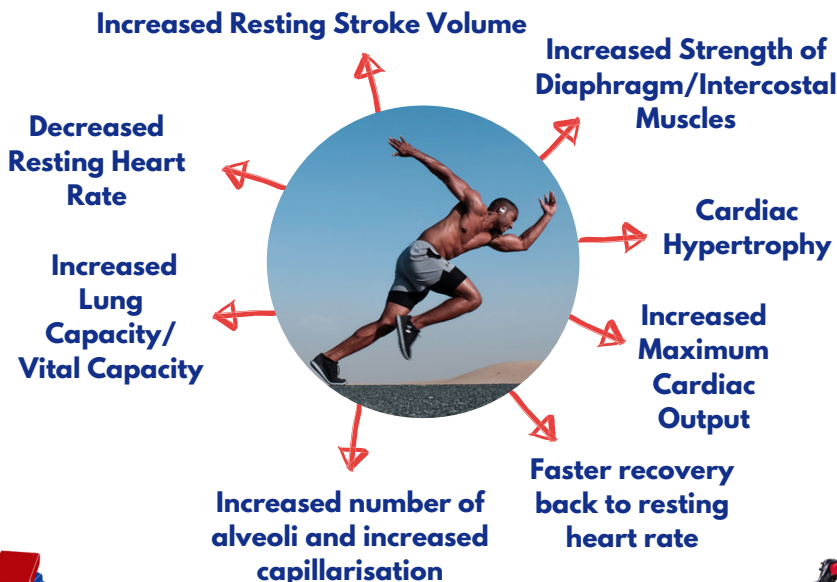 Increased Resting Stroke Volume
Increased Strength of
Diaphragm/Intercostal
Muscles
Decreased
Resting Heart
Rate
Cardiac
Hypertrophy
Increased
Lung
Capacity/
Vital Capacity
Increased
Maximum
Cardiac
Output
Faster recovery
back to resting
heart rate
Increased number of
alveoli and increased
capillarisation